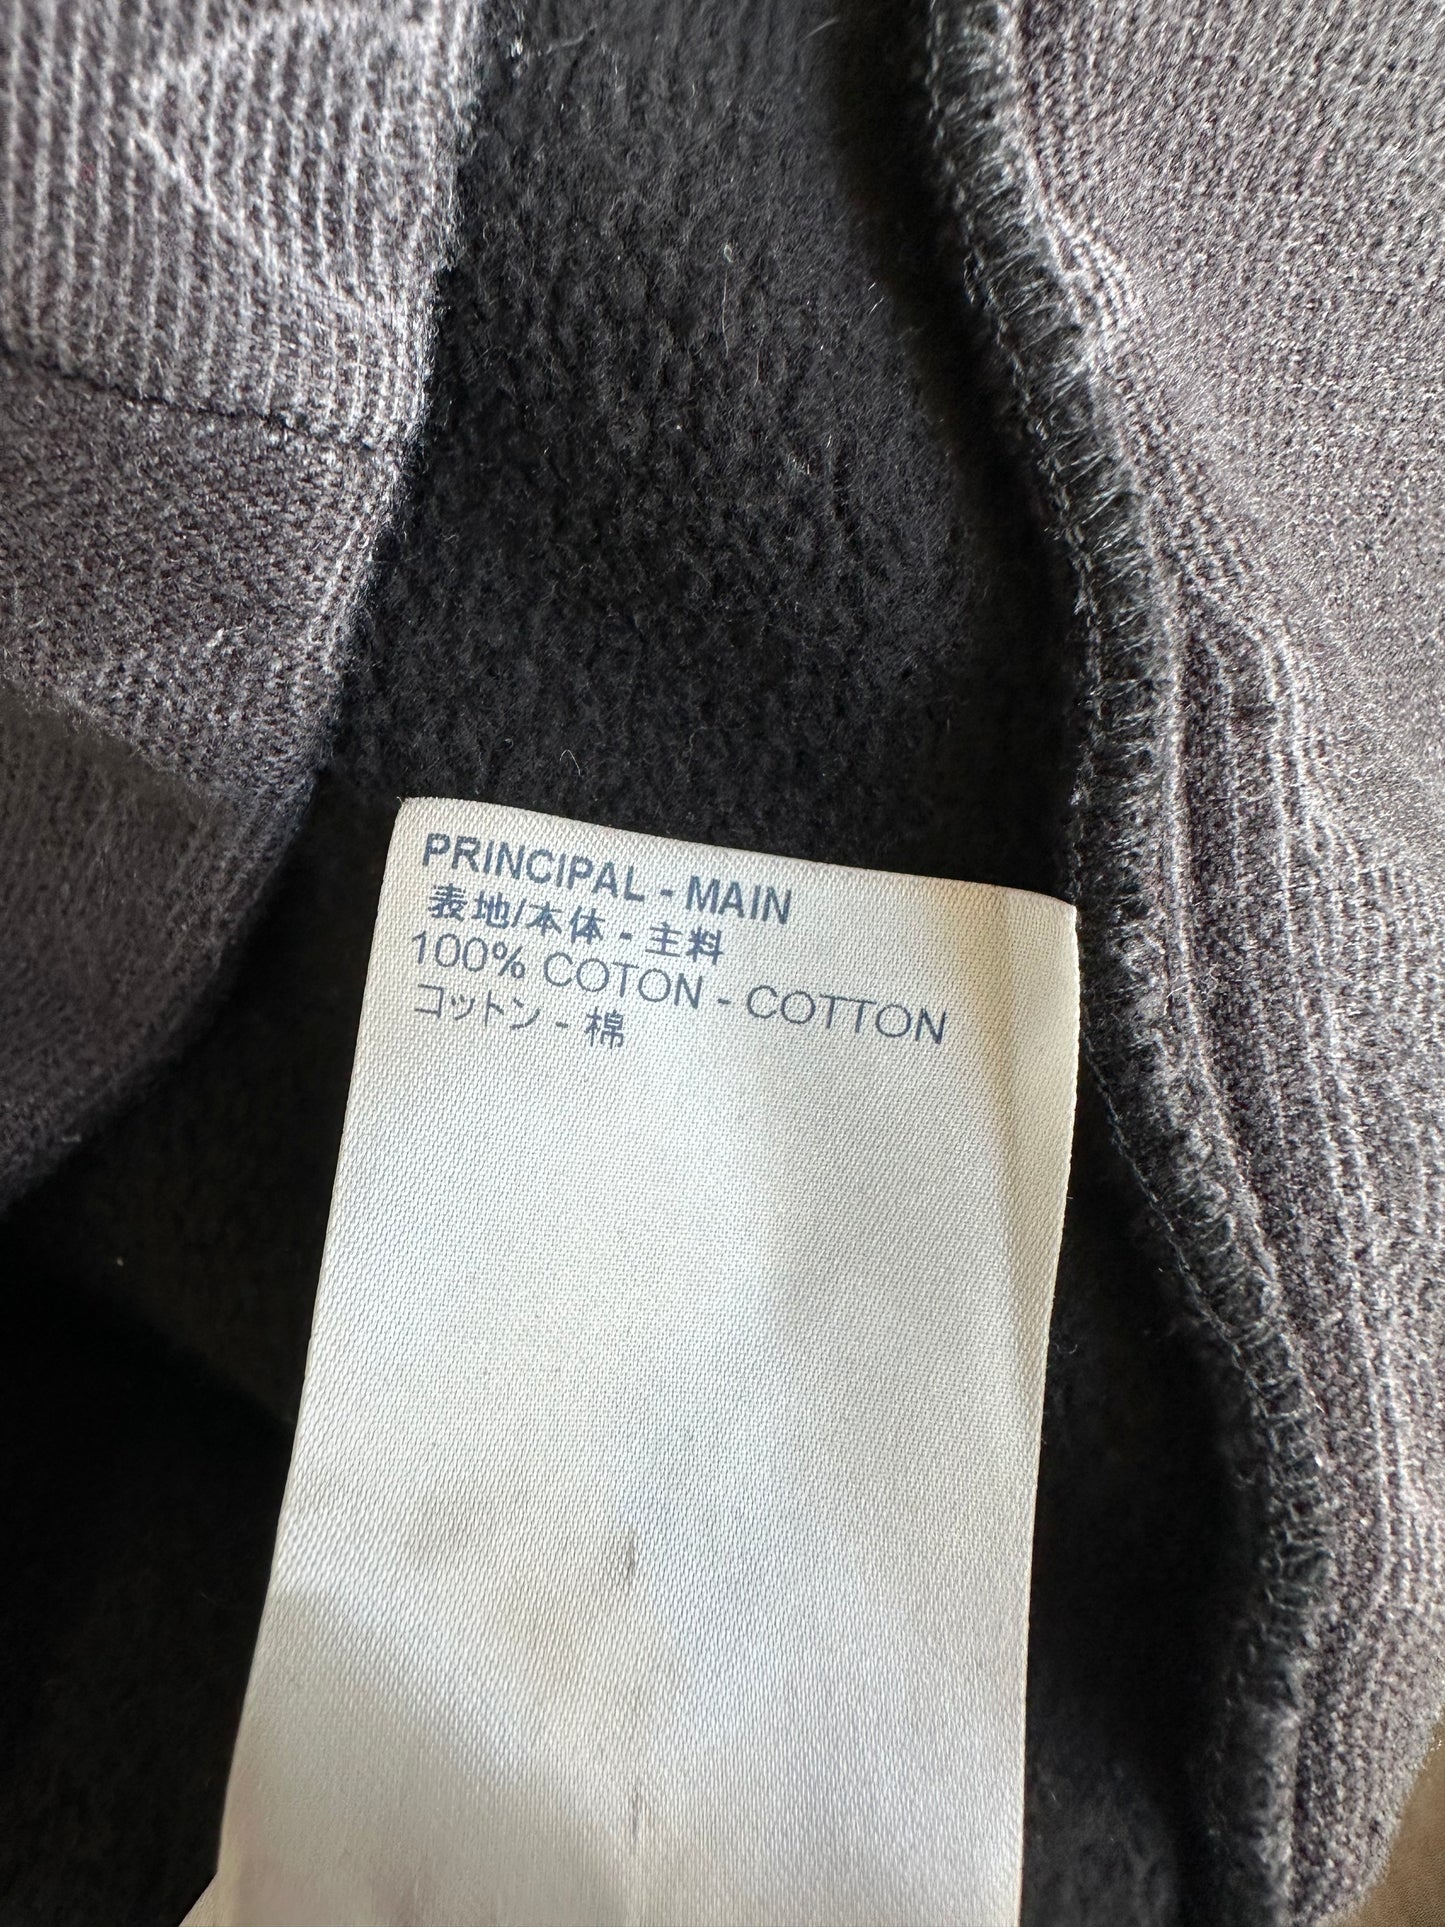 PRINCIPAL - MAIN
表地/本体 - 主料
100% COTON - COTTON
コットン - 棉